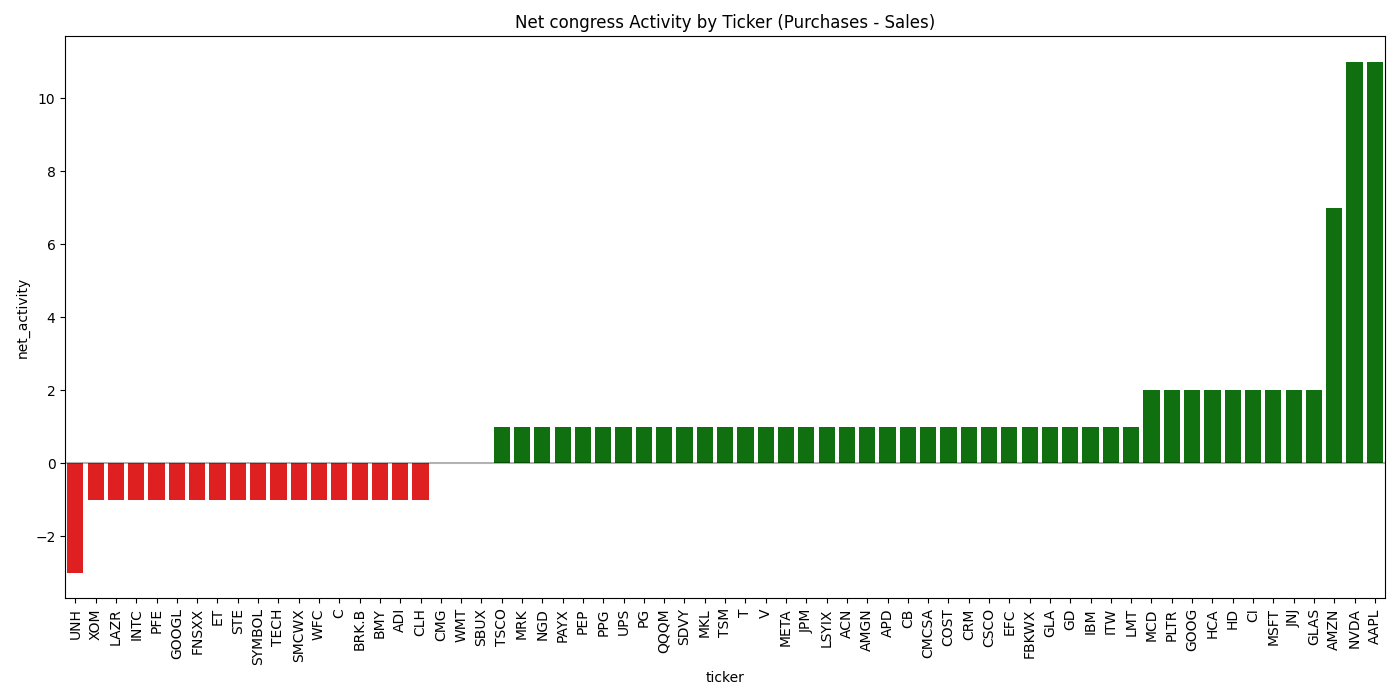 Net congress Activity by Ticker (Purchases - Sales)
net_activity
10
8
6
4
2
0
−2
UNH
XOM
LAZR
INTC
PFE
GOOGL
FNSXX
ET
STE
SYMBOL
TECH
SMCWX
WFC
C
BRK.B
BMY
ADI
CLH
CMG
WMT
SBUX
TSCO
MRK
NGD
PAYX
PEP
PPG
UPS
PG
QQQM
SDVY
MKL
TSM
T
V
META
JPM
LSYIX
ACN
AMGN
APD
CB
CMCSA
COST
CRM
CSCO
EFC
FBKWX
GLA
GD
IBM
ITW
LMT
MCD
PLTR
GOOG
HCA
HD
CI
MSFT
JNJ
GLAS
AMZN
NVDA
AAPL
ticker